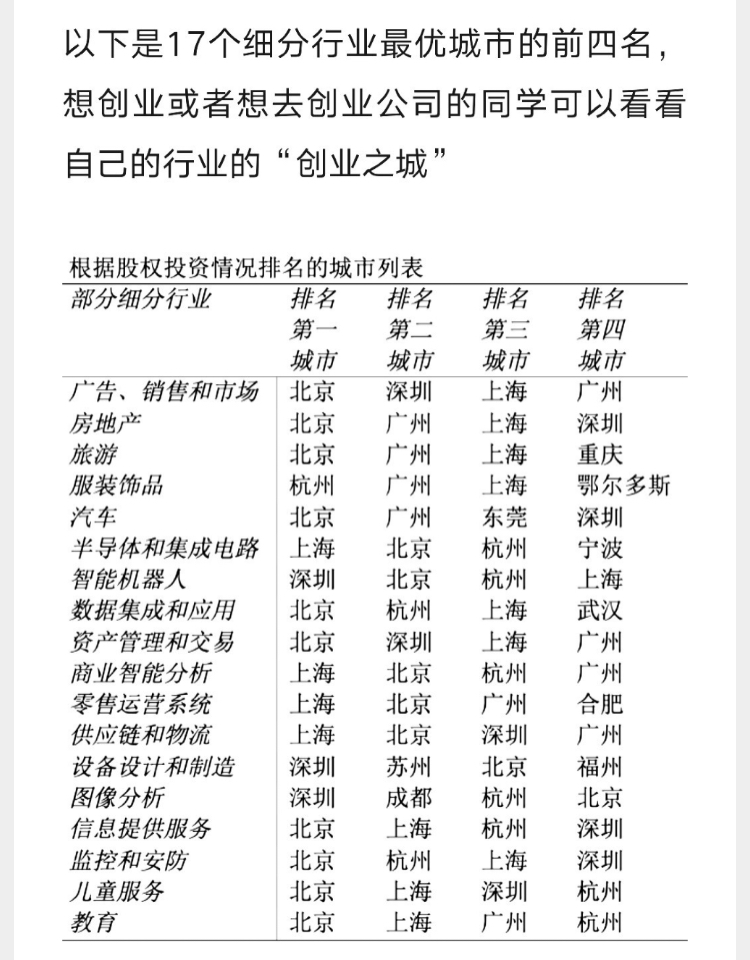 以下是17个细分行业最优城市的前四名，
想创业或者想去创业公司的同学可以看看
自己的行业的“创业之城”
根据股权投资情况排名的城市列表
部分细分行业 排名 排名 排名 排名
第一 第二 第三 第四
城市 城市 城市 城市
广告、销售和市场 北京 深圳 上海 广州
房地产 北京 广州 上海 深圳
旅游 北京 广州 上海 重庆
服装饰品 杭州 广州 上海 鄂尔多斯
汽车 北京 广州 东莞 深圳
半导体和集成电路 上海 北京 杭州 宁波
智能机器人 深圳 北京 杭州 上海
数据集成和应用 北京 杭州 上海 武汉
资产管理和交易 北京 深圳 上海 广州
商业智能分析 上海 北京 杭州 广州
零售运营系统 上海 北京 广州 合肥
供应链和物流 上海 北京 深圳 广州
设备设计和制造 深圳 苏州 北京 福州
图像分析 深圳 成都 杭州 北京
信息提供服务 北京 上海 杭州 深圳
监控和安防 北京 杭州 上海 深圳
儿童服务 北京 上海 深圳 杭州
教育 北京 上海 广州 杭州